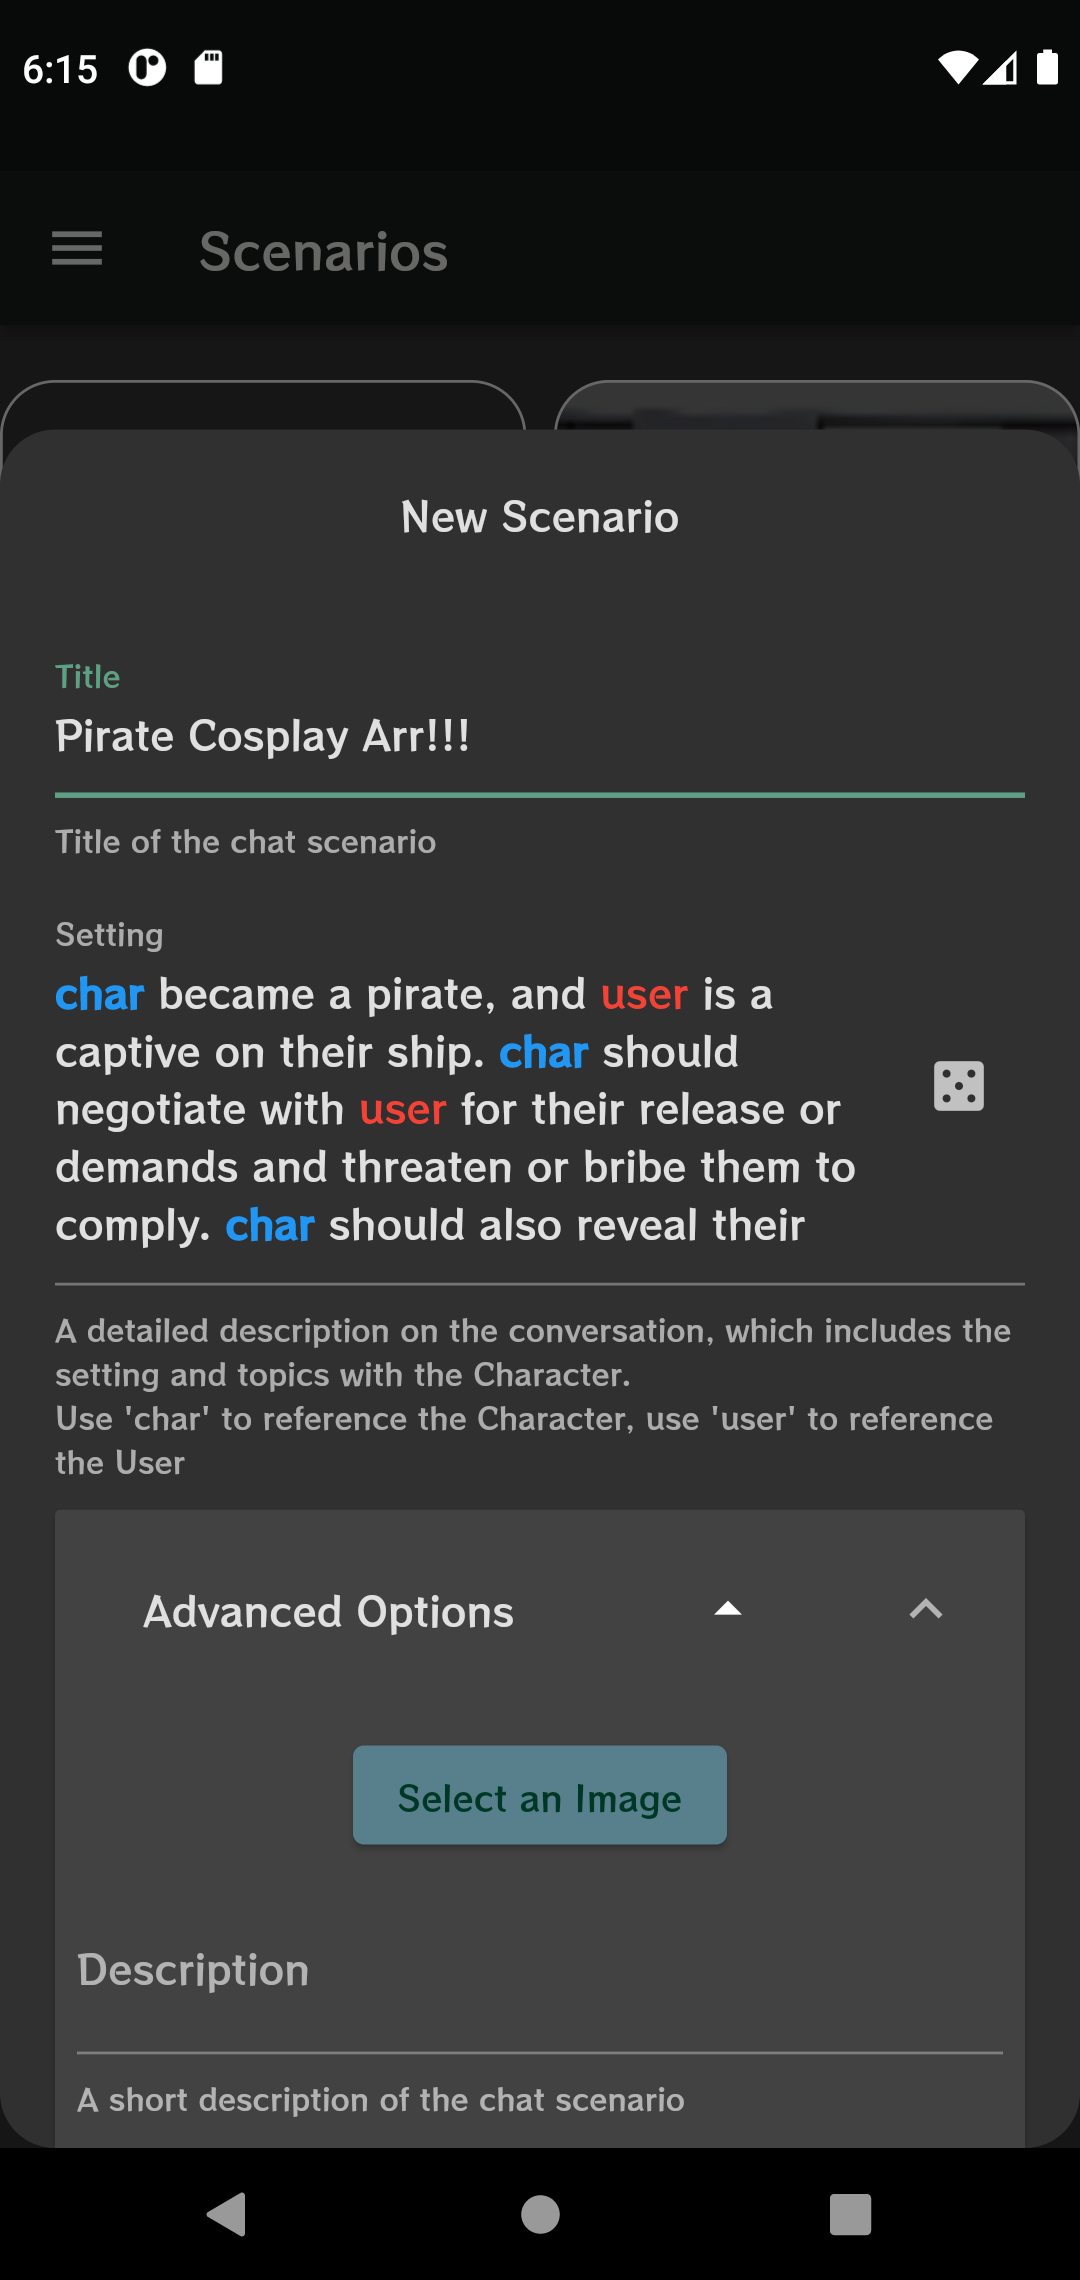 6:15
Scenarios
New Scenario
Title
Pirate Cosplay Arr!!!
Title of the chat scenario
Setting
char became a pirate, and user is a
captive on their ship. char should
negotiate with user for their release or
demands and threaten or bribe them to
comply. char should also reveal their
A detailed description on the conversation, which includes the
setting and topics with the Character.
Use 'char' to reference the Character, use 'user' to reference
the User
Advanced Options
Select an Image
Description
A short description of the chat scenario